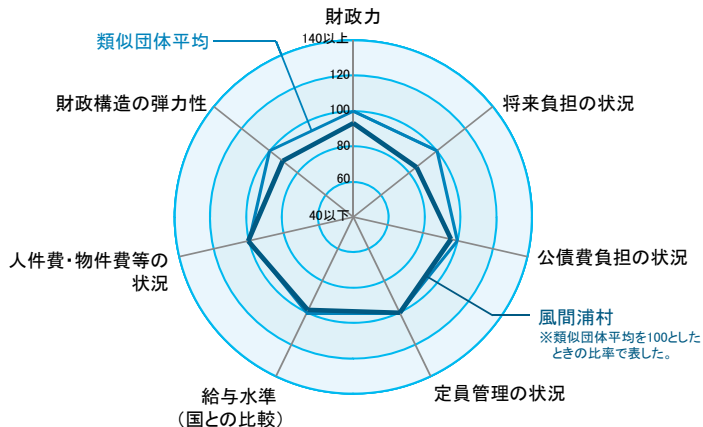 財政力
140以上
類似団体平均
120
財政構造の弾力性
将来負担の状況
100
80
60
40以下
人件費・物件費等の
状況
公債費負担の状況
風間浦村
※類似団体平均を100とした
ときの比率で表した。
給与水準
（国との比較）
定員管理の状況